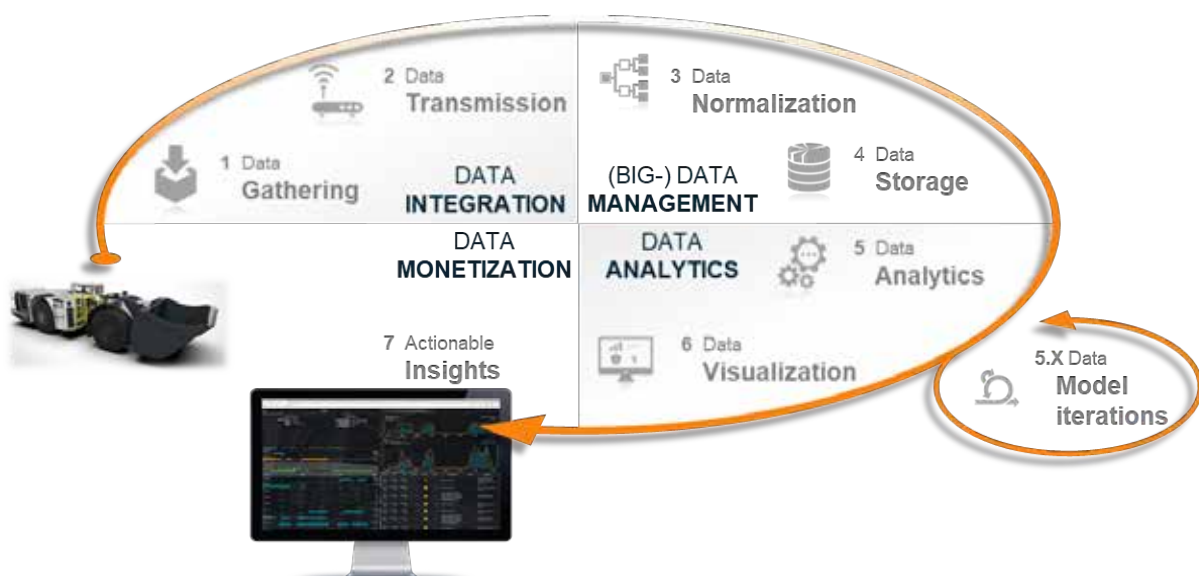 2 Data
Transmission
1 Data
Gathering
DATA
INTEGRATION
3 Data
Normalization
4 Data
Storage
(BIG-) DATA
MANAGEMENT
DATA
MONETIZATION
DATA
ANALYTICS
5 Data
Analytics
6 Data
Visualization
5.X Data
Model
iterations
7 Actionable
Insights